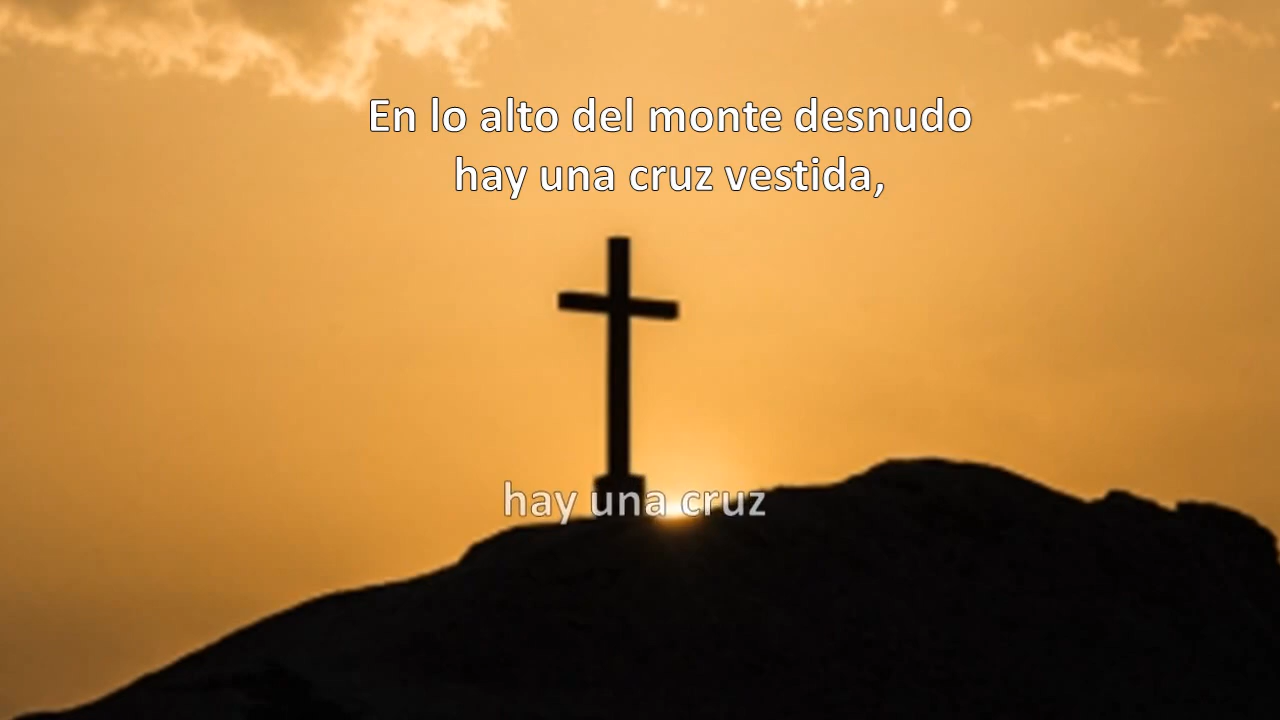 En lo alto del monte desnudo
hay una cruz vestida,
hay una cruz